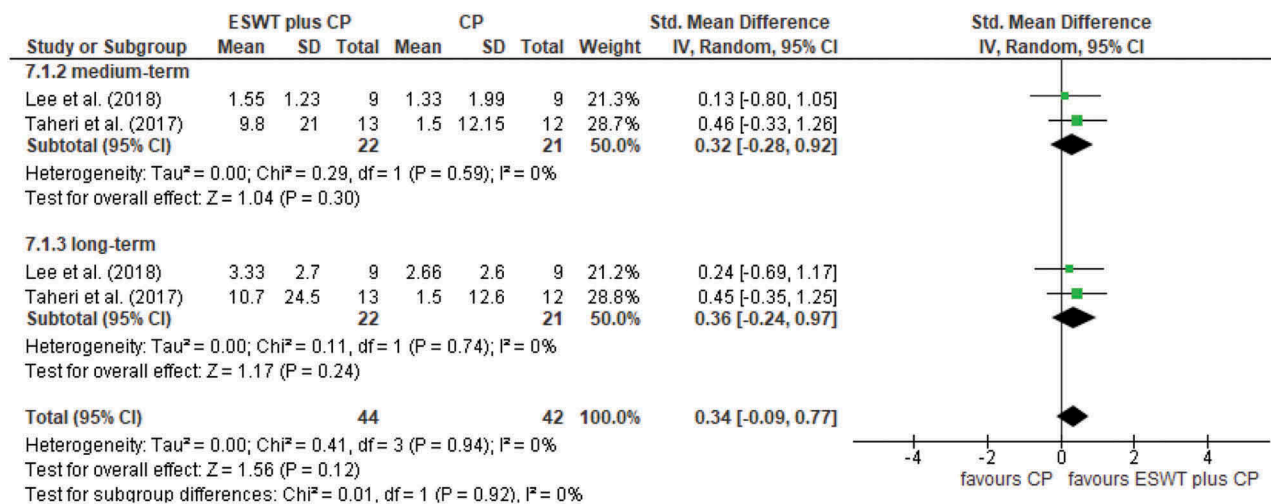 ESWT plus CP CP Std. Mean Difference Std. Mean Difference
Study or Subgroup Mean SD Total Mean SD Total Weight IV, Random, 95% CI IV, Random, 95% CI
7.1.2 medium-term
Lee et al. (2018) 1.55 1.23 9 1.33 1.99 9 21.3% 0.13 [-0.80, 1.05]
Taheri et al. (2017) 9.8 21 13 1.5 12.15 12 28.7% 0.46 [-0.33, 1.26]
Subtotal (95% CI) 22 21 50.0% 0.32 [-0.28, 0.92]
Heterogeneity: Tau² = 0.00; Chi² = 0.29, df = 1 (P = 0.59); I² = 0%
Test for overall effect: Z = 1.04 (P = 0.30)
7.1.3 long-term
Lee et al. (2018) 3.33 2.7 9 2.66 2.6 9 21.2% 0.24 [-0.69, 1.17]
Taheri et al. (2017) 10.7 24.5 13 1.5 12.6 12 28.8% 0.45 [-0.35, 1.25]
Subtotal (95% CI) 22 21 50.0% 0.36 [-0.24, 0.97]
Heterogeneity: Tau² = 0.00; Chi² = 0.11, df = 1 (P = 0.74); I² = 0%
Test for overall effect: Z = 1.17 (P = 0.24)
Total (95% CI) 44 42 100.0% 0.34 [-0.09, 0.77]
Heterogeneity: Tau² = 0.00; Chi² = 0.41, df = 3 (P = 0.94); I² = 0%
Test for overall effect: Z = 1.56 (P = 0.12)
Test for subgroup differences: Chi² = 0.01, df = 1 (P = 0.92), I² = 0%
-4 -2 0 2 4
favours CP favours ESWT plus CP